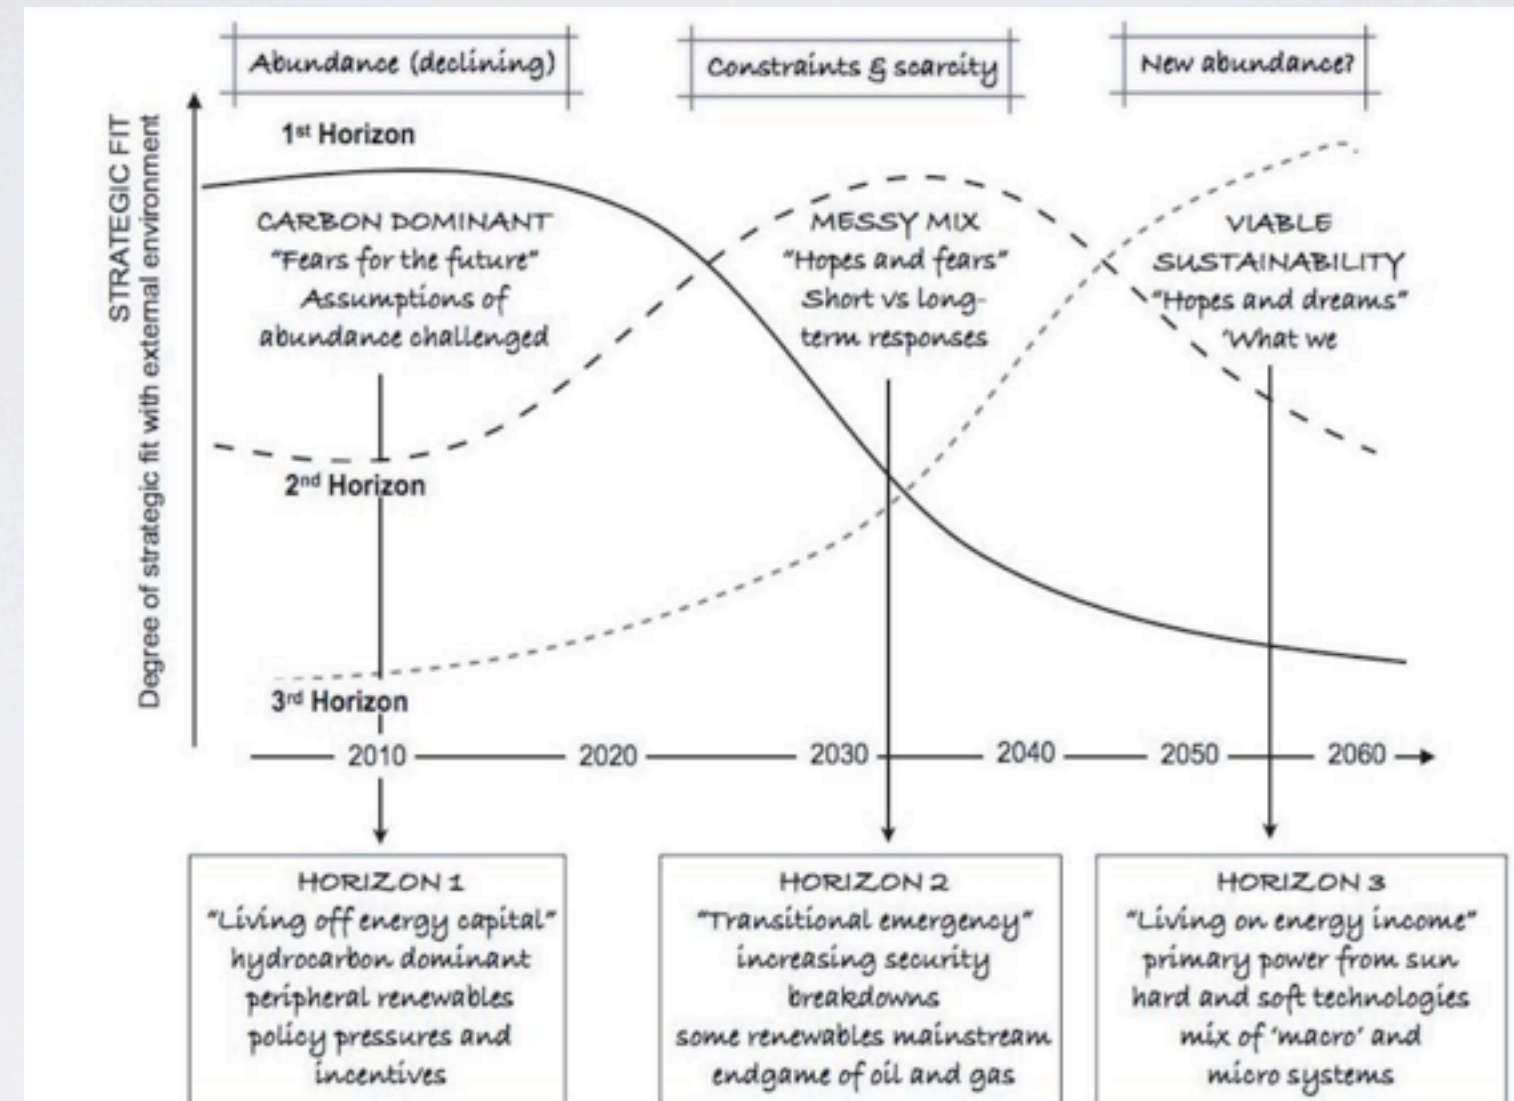 Abundance (declining)
Constraints & scarcity
New abundance?
STRATEGIC FIT
Degree of strategic fit with external environment
1st Horizon
CARBON DOMINANT
"Fears for the future"
Assumptions of
abundance challenged
MESSY MIX
"Hopes and fears"
Short vs long-
term responses
VIABLE
SUSTAINABILITY
"Hopes and dreams"
'What we
2nd Horizon
3rd Horizon
2010
2020
2030
2040
2050
2060
HORIZON 1
"Living off energy capital"
hydrocarbon dominant
peripheral renewables
policy pressures and
incentives
HORIZON 2
"Transitional emergency"
increasing security
breakdowns
some renewables mainstream
endgame of oil and gas
HORIZON 3
"Living on energy income"
primary power from sun
hard and soft technologies
mix of 'macro' and
micro systems